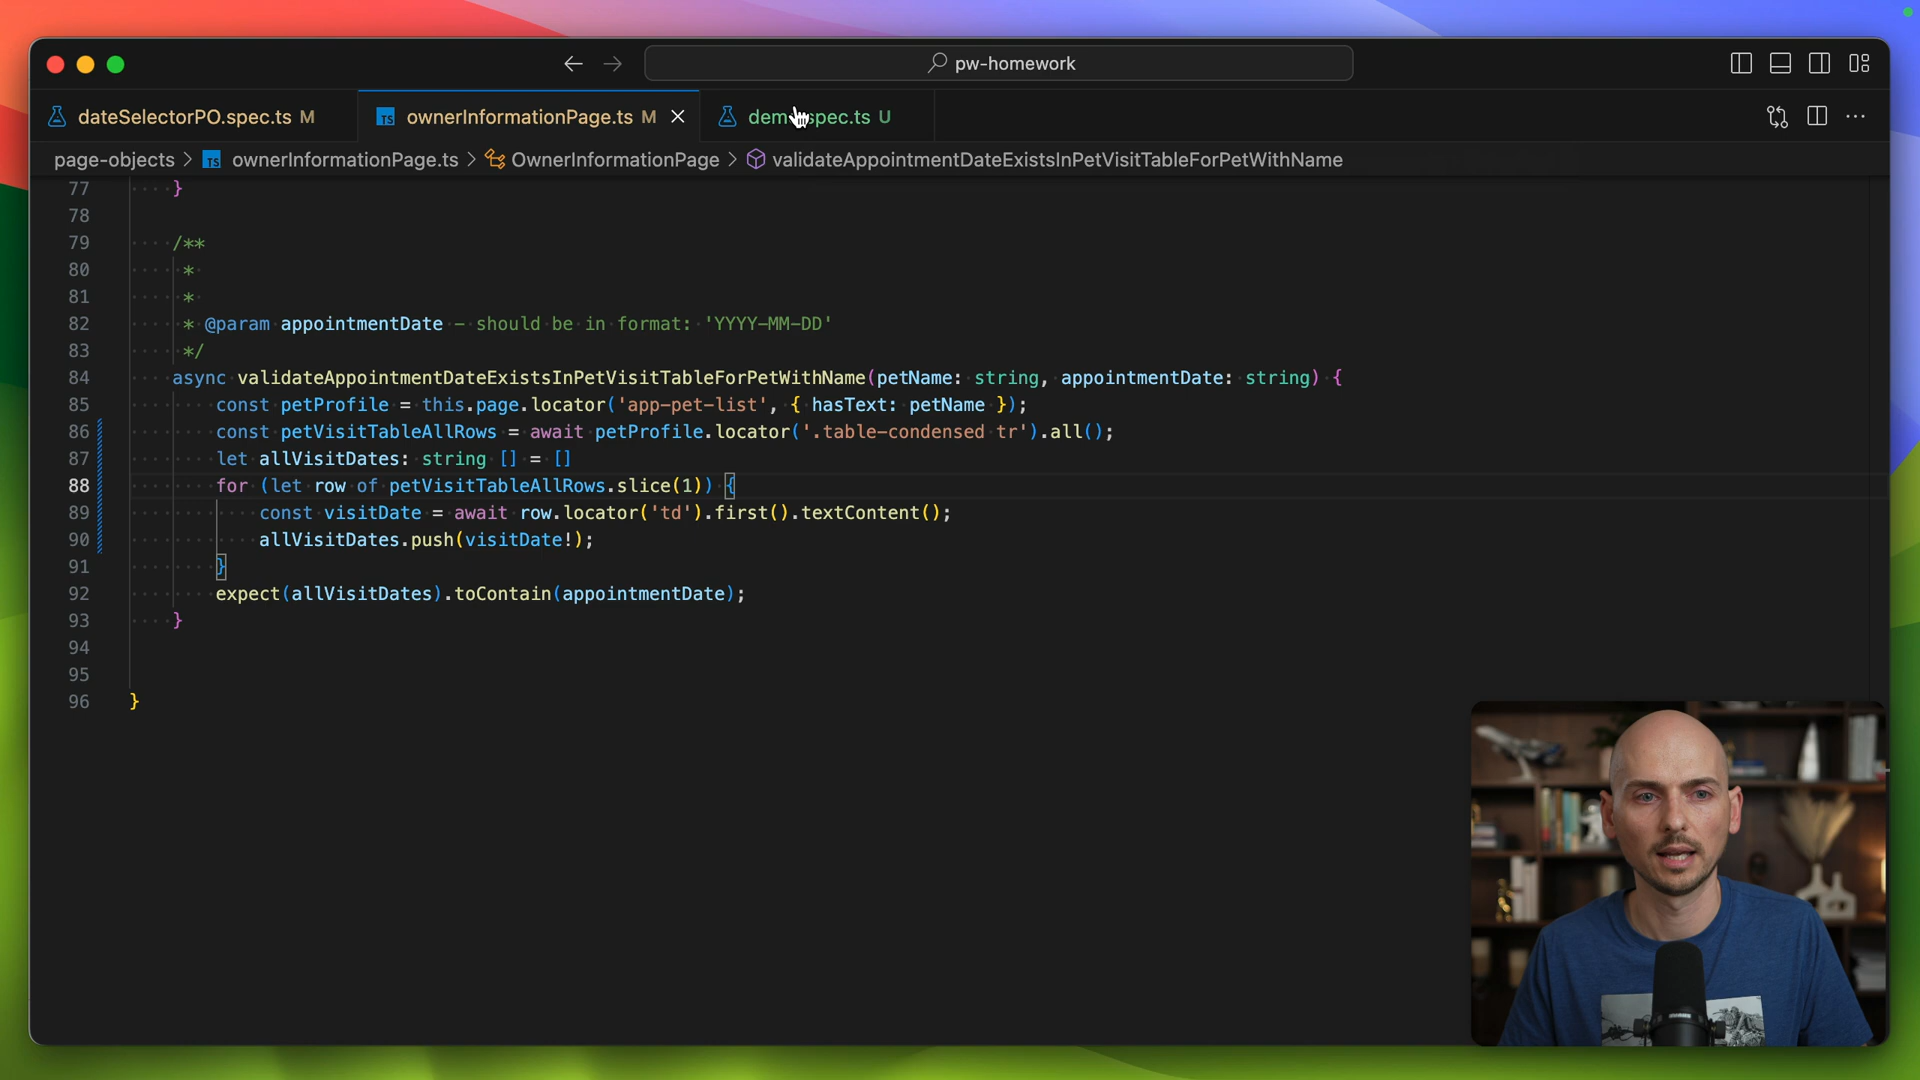 pw-homework
dateSelectorPO.spec.ts M
TS ownerInformationPage.ts M
spec.ts U
page-objects > TS ownerInformationPage.ts > OwnerInformationPage > validateAppointmentDateExistsInPetVisitTableForPetWithName
77 }
78
79 /**
80 *
81 *
82 * @param appointmentDate – should be in format: 'YYYY-MM-DD'
83 */
84 async validateAppointmentDateExistsInPetVisitTableForPetWithName(petName: string, appointmentDate: string) {
85 const petProfile = this.page.locator('app-pet-list', { hasText: petName });
86 const petVisitTableAllRows = await petProfile.locator('.table-condensed tr').all();
87 let allVisitDates: string [] = []
88 for (let row of petVisitTableAllRows.slice(1)) {
89 const visitDate = await row.locator('td').first().textContent();
90 allVisitDates.push(visitDate!);
91 }
92 expect(allVisitDates).toContain(appointmentDate);
93 }
94
95
96 }